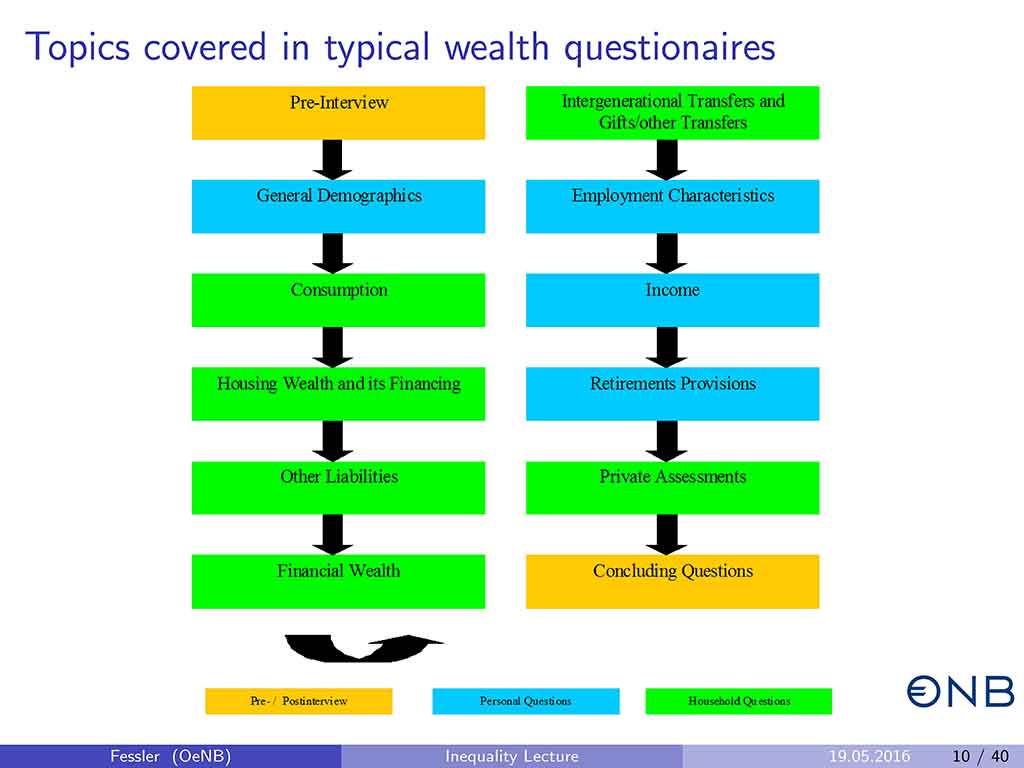 Topics covered in typical wealth questionaires
Pre-Interview
General Demographics
Consumption
Housing Wealth and its Financing
Other Liabilities
Financial Wealth
Intergenerational Transfers and
Gifts/other Transfers
Employment Characteristics
Income
Retirements Provisions
Private Assessments
Concluding Questions
Pre- / Postinterview
Personal Questions
Household Questions
ONB
Fessler (OeNB)
Inequality Lecture
19.05.2016
10 / 40